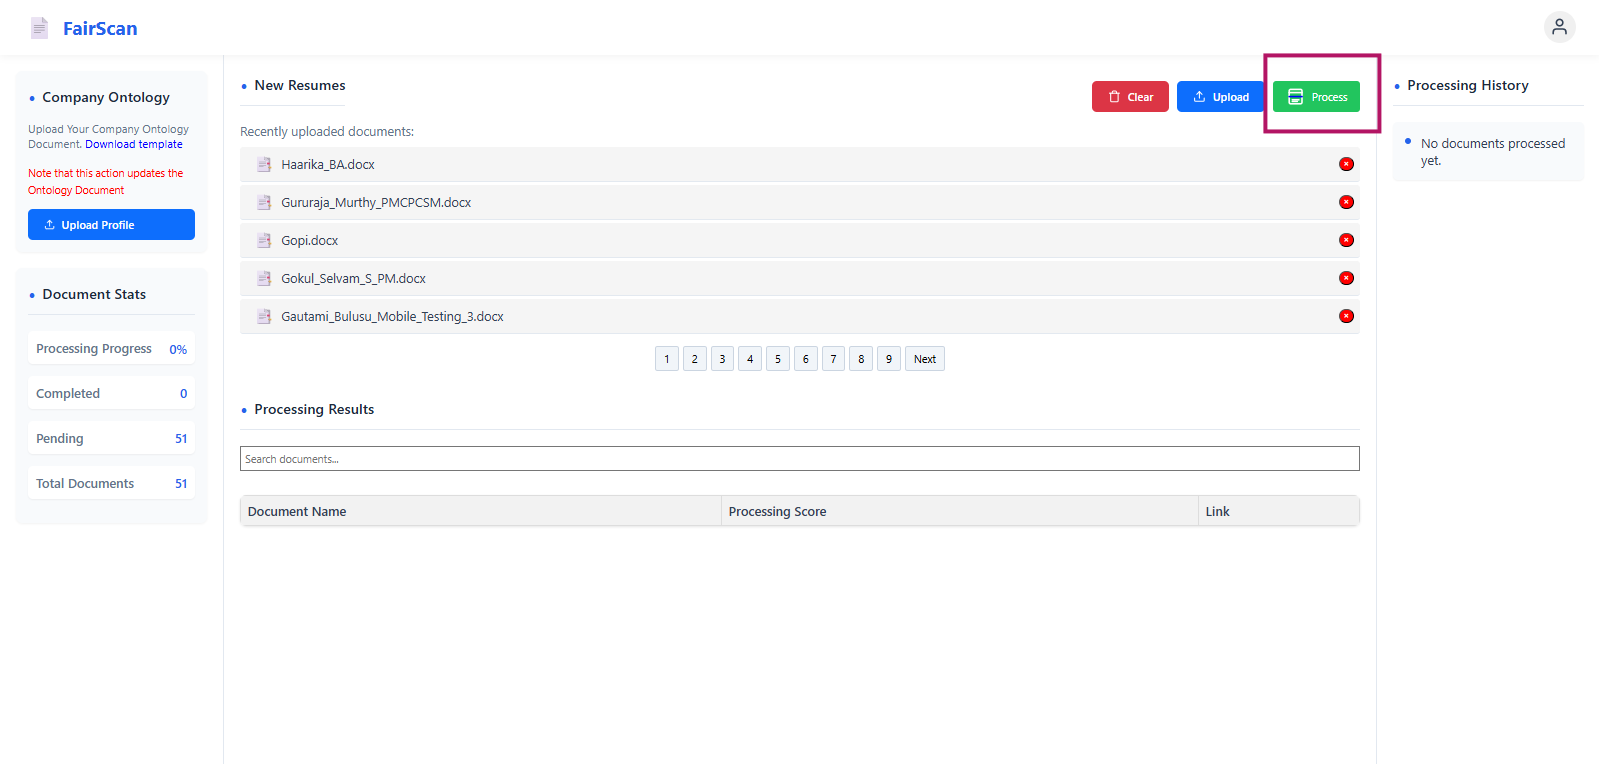 FairScan
Company Ontology
Upload Your Company Ontology
Document. Download template
Note that this action updates the
Ontology Document
Upload Profile
Document Stats
Processing Progress 0%
Completed 0
Pending 51
Total Documents 51
New Resumes
Clear
Upload
Process
Recently uploaded documents:
Haarika_BA.docx
Gururaja_Murthy_PMCPCSM.docx
Gopi.docx
Gokul_Selvam_S_PM.docx
Gautami_Bulusu_Mobile_Testing_3.docx
1 2 3 4 5 6 7 8 9 Next
Processing Results
Search documents...
Document Name Processing Score Link
Processing History
No documents processed
yet.